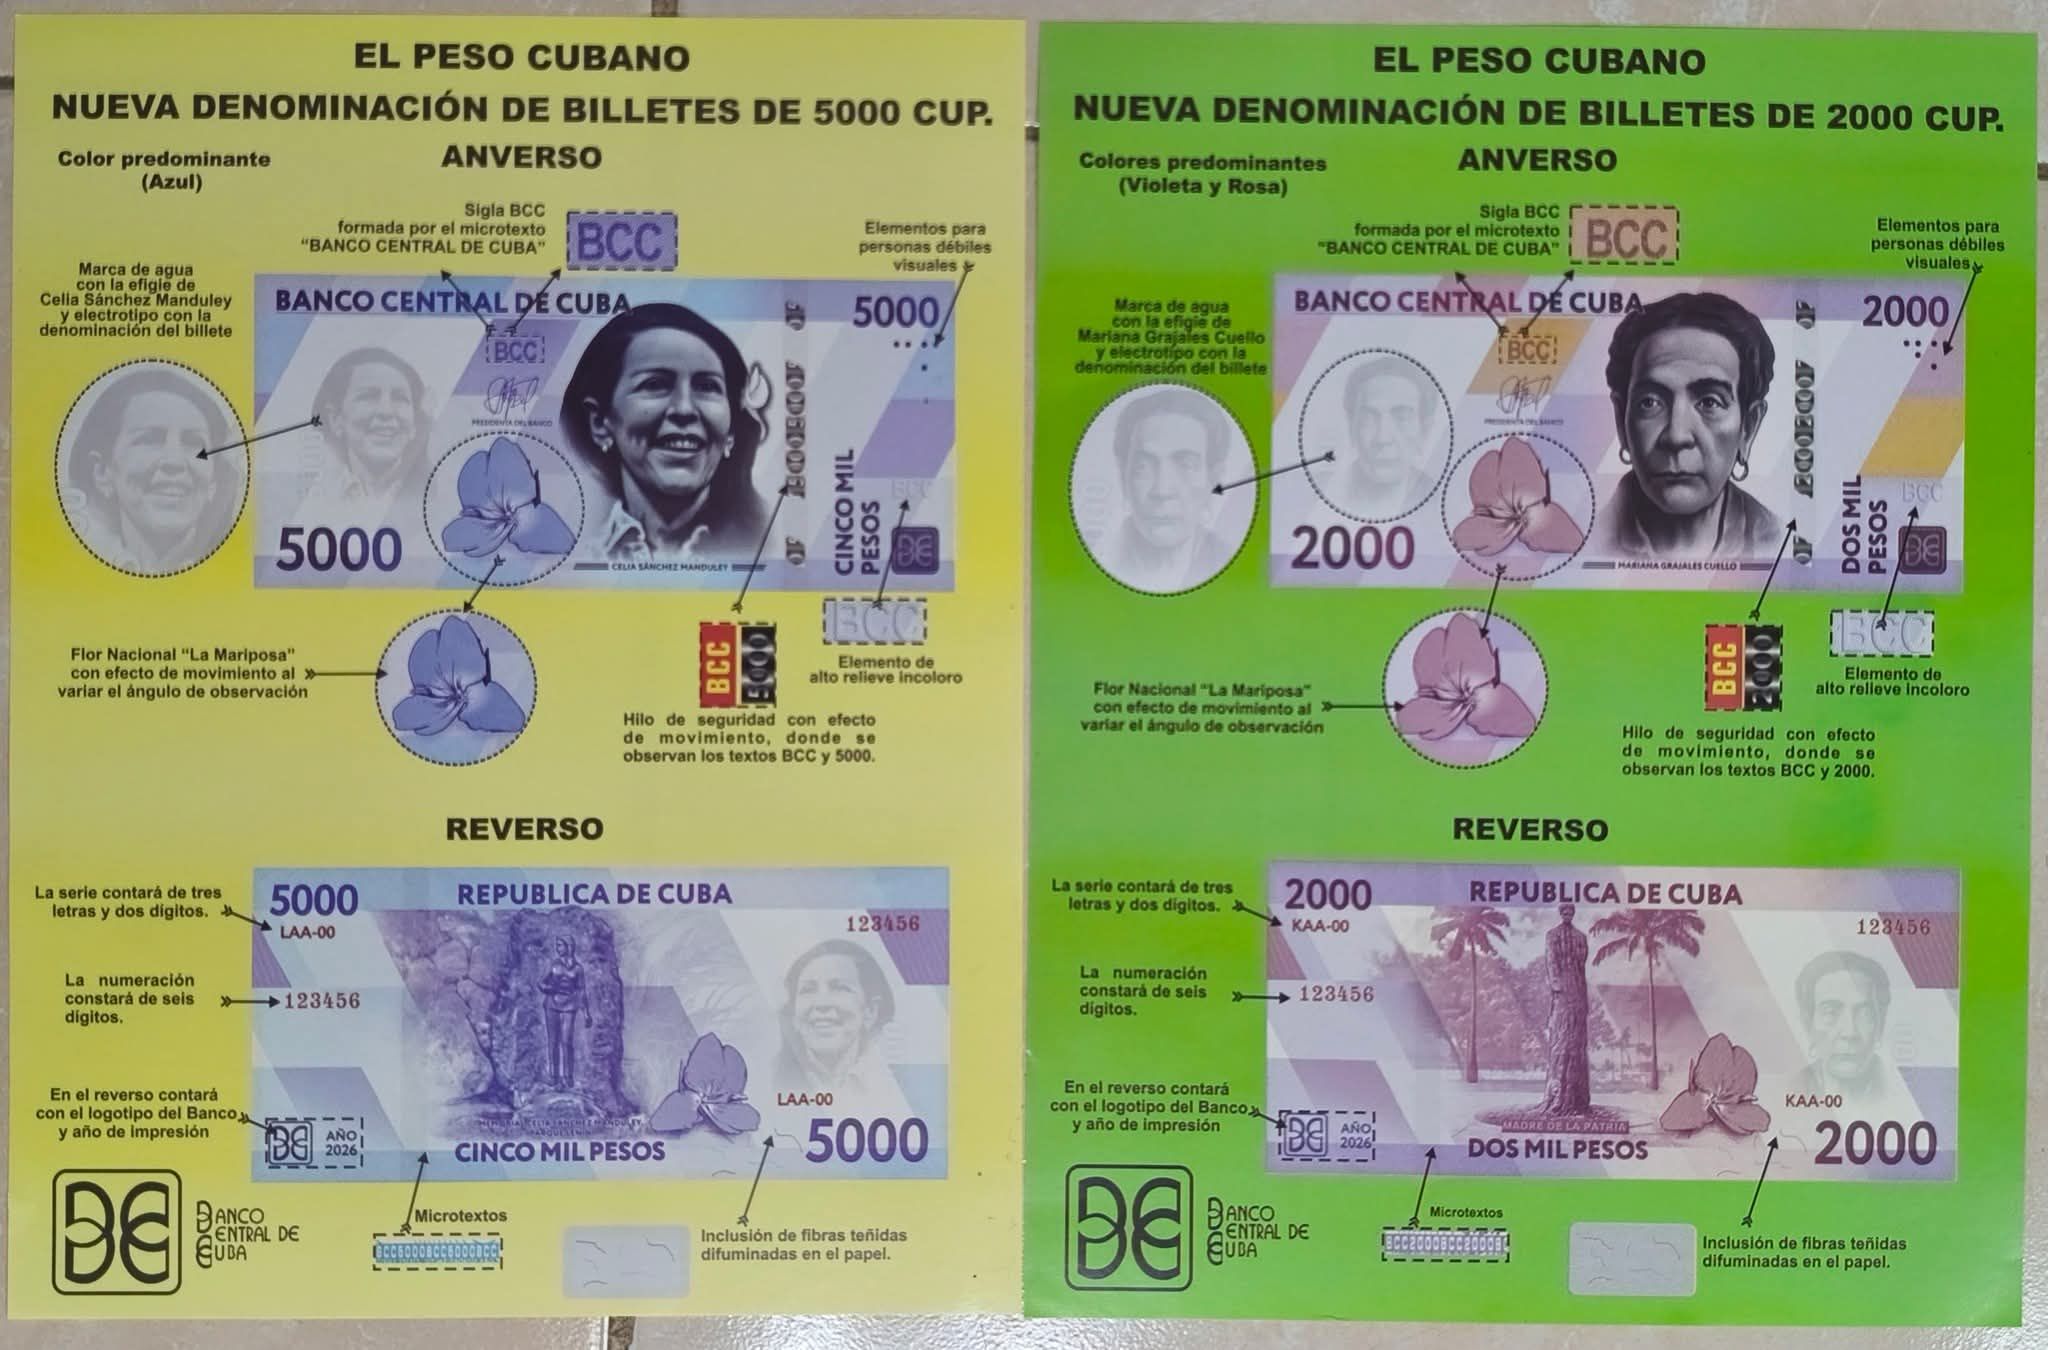 EL PESO CUBANO
NUEVA DENOMINACIÓN DE BILLETES DE 5000 CUP.
Color predominante
(Azul)
ANVERSO
Sigla BCC
formada por el microtexto
"BANCO CENTRAL DE CUBA"
BCC
Elementos para
personas débiles
visuales
Marca de agua
con la efigie de
Celia Sánchez Manduley
y electrotipo con la
denominación del billete
BANCO CENTRAL DE CUBA
5000
BCC
PRESIDENTA DEL BANCO
5000
CELIA SÁNCHEZ MANDULEY
CINCO MIL
PESOS
BCC
BCC
Flor Nacional "La Mariposa"
con efecto de movimiento al
variar el ángulo de observación
BCC
5000
Elemento de
alto relieve incoloro
Hilo de seguridad con efecto
de movimiento, donde se
observan los textos BCC y 5000.
REVERSO
La serie contará de tres
letras y dos dígitos.
5000
LAA-00
REPUBLICA DE CUBA
123456
La numeración
constará de seis
dígitos.
123456
En el reverso contará
con el logotipo del Banco
y año de impresión
AÑO
2026
MEMORIAL CELIA SÁNCHEZ MANDULEY
CINCO MIL PESOS
LAA-00
5000
BANCO
CENTRAL DE
CUBA
Microtextos
Inclusión de fibras teñidas
difuminadas en el papel.
EL PESO CUBANO
NUEVA DENOMINACIÓN DE BILLETES DE 2000 CUP.
Colores predominantes
(Violeta y Rosa)
ANVERSO
Sigla BCC
formada por el microtexto
"BANCO CENTRAL DE CUBA"
BCC
Elementos para
personas débiles
visuales
Marca de agua
con la efigie de
Mariana Grajales Cuello
y electrotipo con la
denominación del billete
BANCO CENTRAL DE CUBA
2000
BCC
PRESIDENTA DEL BANCO
2000
MARIANA GRAJALES CUELLO
DOS MIL
PESOS
BCC
BCC
Flor Nacional "La Mariposa"
con efecto de movimiento al
variar el ángulo de observación
BCC
2000
Elemento de
alto relieve incoloro
Hilo de seguridad con efecto
de movimiento, donde se
observan los textos BCC y 2000.
REVERSO
La serie contará de tres
letras y dos dígitos.
2000
KAA-00
REPUBLICA DE CUBA
123456
La numeración
constará de seis
dígitos.
123456
En el reverso contará
con el logotipo del Banco
y año de impresión
AÑO
2026
MADRE DE LA PATRIA
DOS MIL PESOS
KAA-00
2000
BANCO
CENTRAL DE
CUBA
Microtextos
Inclusión de fibras teñidas
difuminadas en el papel.